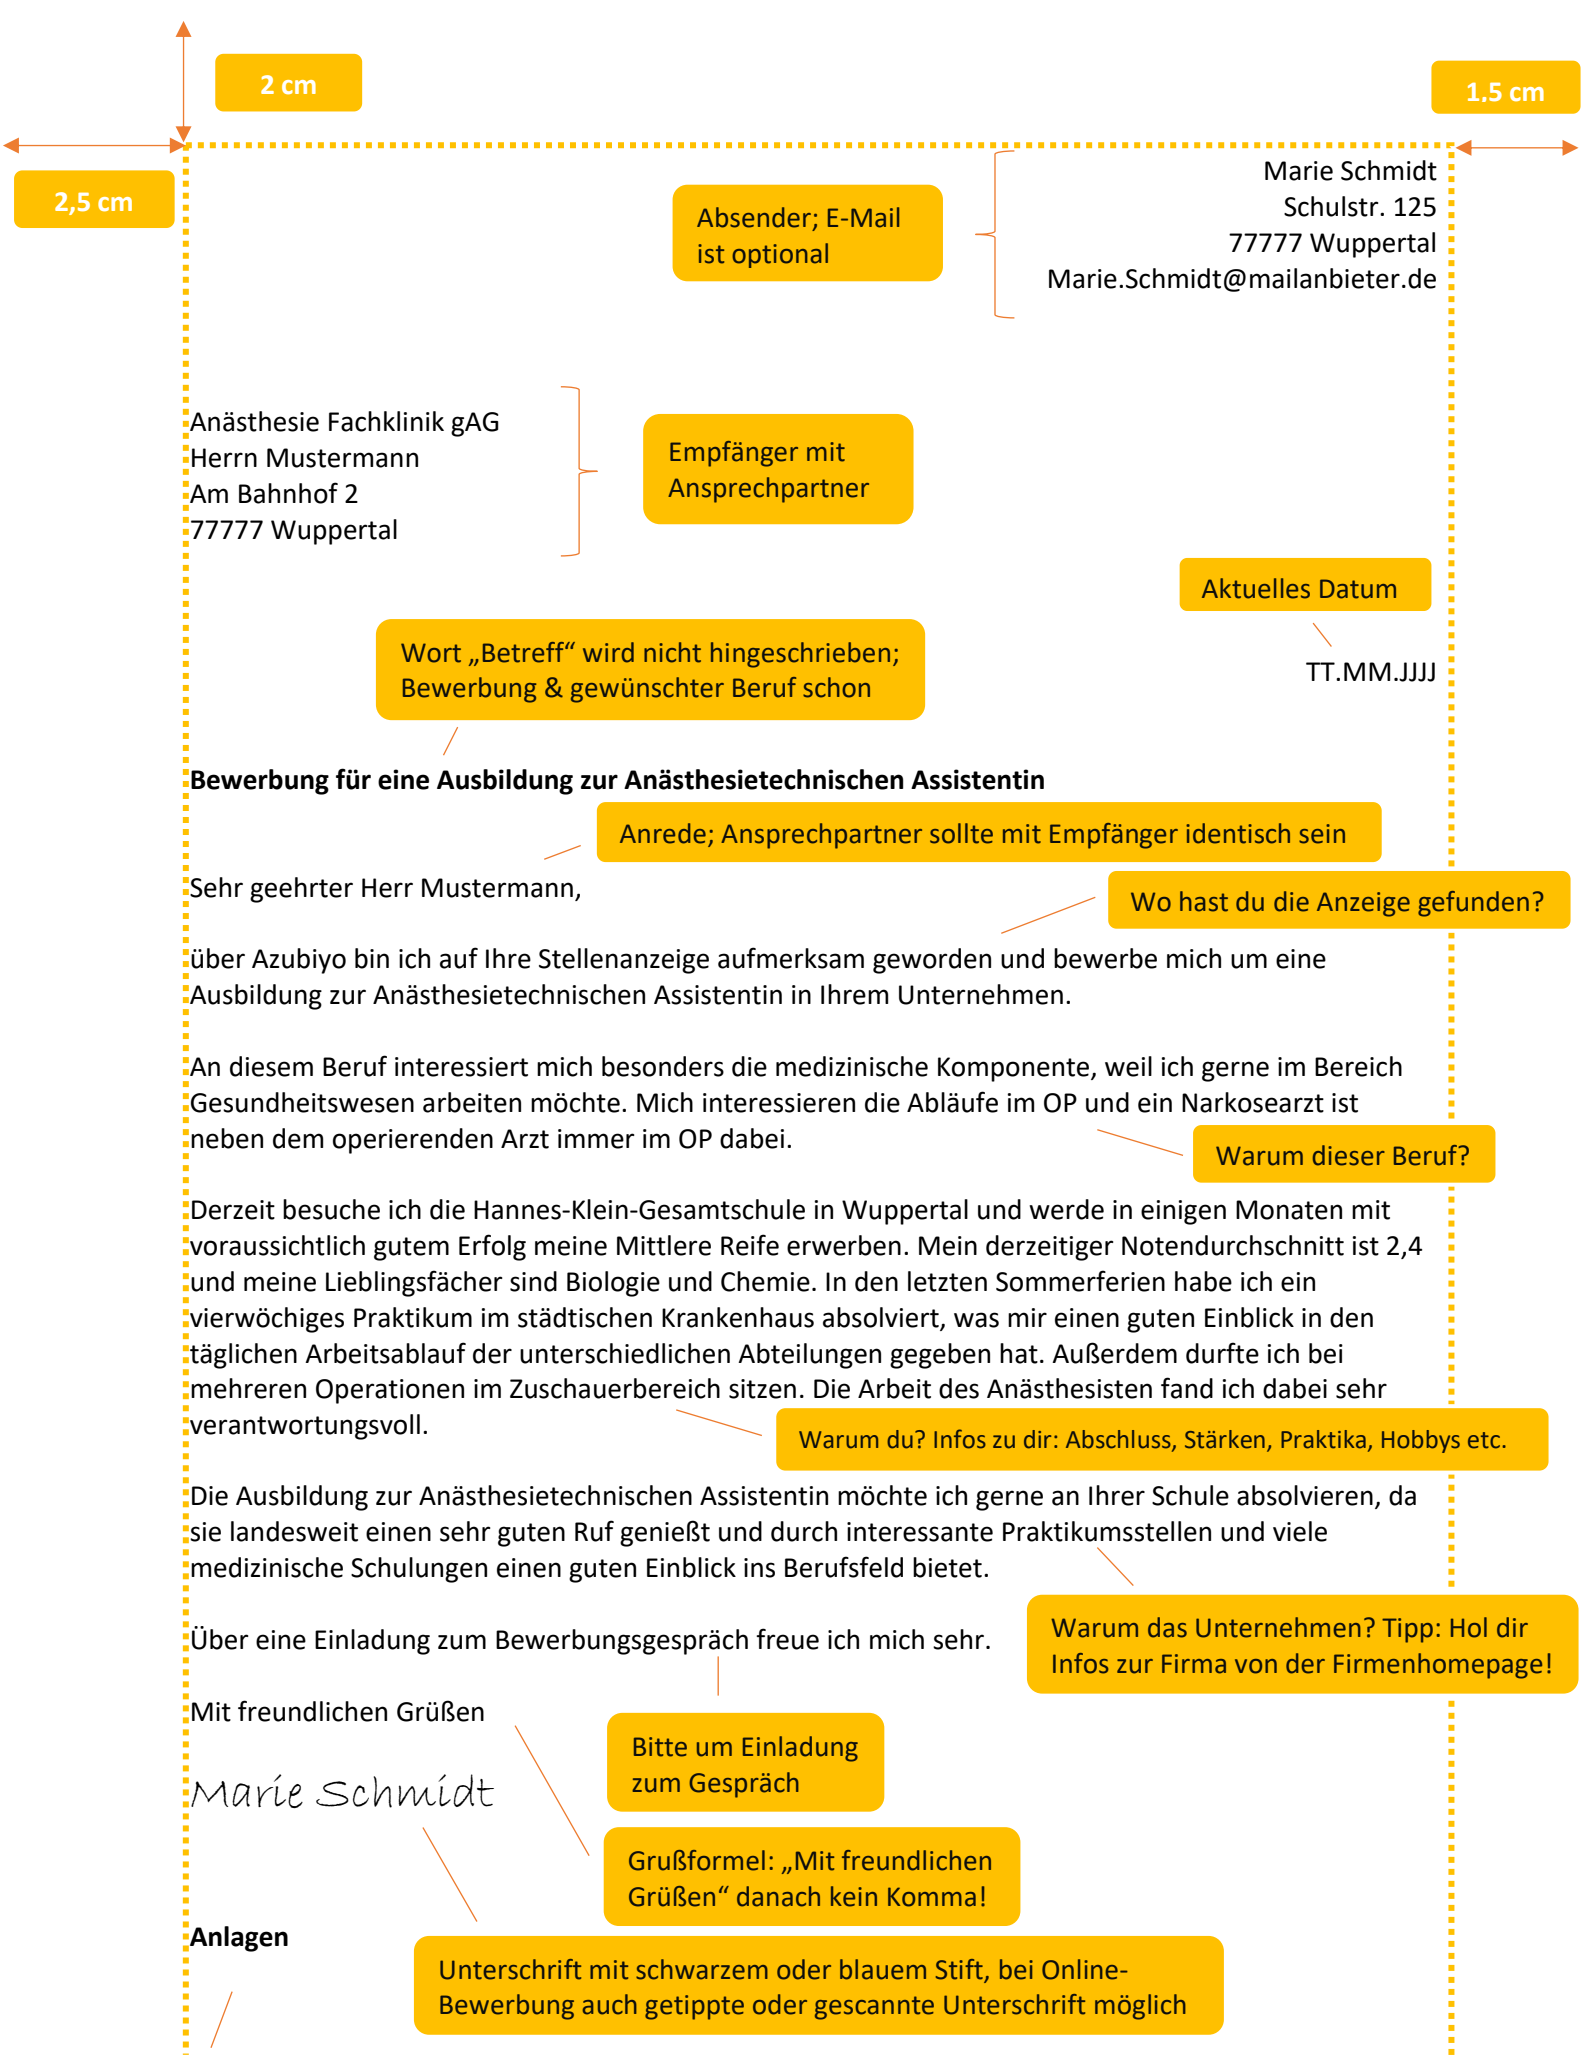 2 cm
1,5 cm
2,5 cm
Marie Schmidt
Schulstr. 125
77777 Wuppertal
Marie.Schmidt@mailanbieter.de
Absender; E-Mail
ist optional
Anästhesie Fachklinik gAG
Herrn Mustermann
Am Bahnhof 2
77777 Wuppertal
Empfänger mit
Ansprechpartner
Aktuelles Datum
TT.MM.JJJJ
Wort „Betreff“ wird nicht hingeschrieben;
Bewerbung & gewünschter Beruf schon
Bewerbung für eine Ausbildung zur Anästhesietechnischen Assistentin
Anrede; Ansprechpartner sollte mit Empfänger identisch sein
Sehr geehrter Herr Mustermann,
Wo hast du die Anzeige gefunden?
über Azubiyo bin ich auf Ihre Stellenanzeige aufmerksam geworden und bewerbe mich um eine
Ausbildung zur Anästhesietechnischen Assistentin in Ihrem Unternehmen.
An diesem Beruf interessiert mich besonders die medizinische Komponente, weil ich gerne im Bereich
Gesundheitswesen arbeiten möchte. Mich interessieren die Abläufe im OP und ein Narkosearzt ist
neben dem operierenden Arzt immer im OP dabei.
Warum dieser Beruf?
Derzeit besuche ich die Hannes-Klein-Gesamtschule in Wuppertal und werde in einigen Monaten mit
voraussichtlich gutem Erfolg meine Mittlere Reife erwerben. Mein derzeitiger Notendurchschnitt ist 2,4
und meine Lieblingsfächer sind Biologie und Chemie. In den letzten Sommerferien habe ich ein
vierwöchiges Praktikum im städtischen Krankenhaus absolviert, was mir einen guten Einblick in den
täglichen Arbeitsablauf der unterschiedlichen Abteilungen gegeben hat. Außerdem durfte ich bei
mehreren Operationen im Zuschauerbereich sitzen. Die Arbeit des Anästhesisten fand ich dabei sehr
verantwortungsvoll.
Warum du? Infos zu dir: Abschluss, Stärken, Praktika, Hobbys etc.
Die Ausbildung zur Anästhesietechnischen Assistentin möchte ich gerne an Ihrer Schule absolvieren, da
sie landesweit einen sehr guten Ruf genießt und durch interessante Praktikumsstellen und viele
medizinische Schulungen einen guten Einblick ins Berufsfeld bietet.
Warum das Unternehmen? Tipp: Hol dir
Infos zur Firma von der Firmenhomepage!
Über eine Einladung zum Bewerbungsgespräch freue ich mich sehr.
Mit freundlichen Grüßen
Bitte um Einladung
zum Gespräch
Marie Schmidt
Grußformel: „Mit freundlichen
Grüßen“ danach kein Komma!
Anlagen
Unterschrift mit schwarzem oder blauem Stift, bei Online-
Bewerbung auch getippte oder gescannte Unterschrift möglich